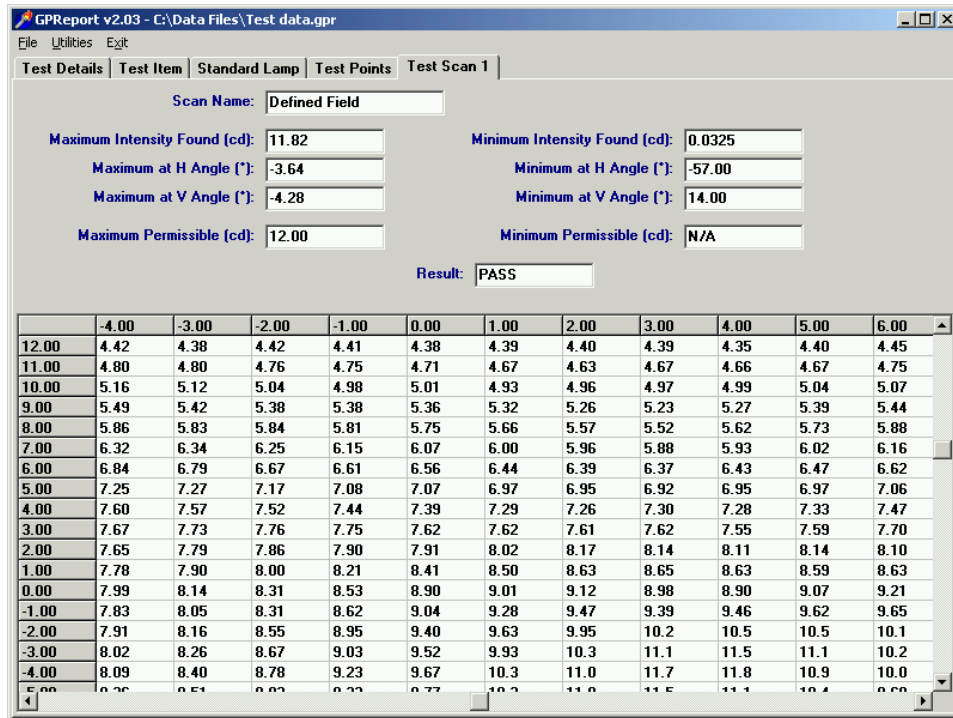 GPReport v2.03 - C:\Data Files\Test data.gpr
File Utilities Exit
Test Details Test Item Standard Lamp Test Points Test Scan 1
Scan Name: Defined Field
Maximum Intensity Found (cd): 11.82 Minimum Intensity Found (cd): 0.0325
Maximum at H Angle (°): -3.64 Minimum at H Angle (°): -57.00
Maximum at V Angle (°): -4.28 Minimum at V Angle (°): 14.00
Maximum Permissible (cd): 12.00 Minimum Permissible (cd): N/A
Result: PASS
-4.00 -3.00 -2.00 -1.00 0.00 1.00 2.00 3.00 4.00 5.00 6.00
12.00 4.42 4.38 4.42 4.41 4.38 4.39 4.40 4.39 4.35 4.40 4.45
11.00 4.80 4.80 4.76 4.75 4.71 4.67 4.63 4.67 4.66 4.67 4.75
10.00 5.16 5.12 5.04 4.98 5.01 4.93 4.96 4.97 4.99 5.04 5.07
9.00 5.49 5.42 5.38 5.38 5.36 5.32 5.26 5.23 5.27 5.39 5.44
8.00 5.86 5.83 5.84 5.81 5.75 5.66 5.57 5.52 5.62 5.73 5.88
7.00 6.32 6.34 6.25 6.15 6.07 6.00 5.96 5.88 5.93 6.02 6.16
6.00 6.84 6.79 6.67 6.61 6.56 6.44 6.39 6.37 6.43 6.47 6.62
5.00 7.25 7.27 7.17 7.08 7.07 6.97 6.95 6.92 6.95 6.97 7.06
4.00 7.60 7.57 7.52 7.44 7.39 7.29 7.26 7.30 7.28 7.33 7.47
3.00 7.67 7.73 7.76 7.75 7.62 7.62 7.61 7.62 7.55 7.59 7.70
2.00 7.65 7.79 7.86 7.90 7.91 8.02 8.17 8.14 8.11 8.14 8.10
1.00 7.78 7.90 8.00 8.21 8.41 8.50 8.63 8.65 8.63 8.59 8.63
0.00 7.99 8.14 8.31 8.53 8.90 9.01 9.12 8.98 8.90 9.07 9.21
-1.00 7.83 8.05 8.31 8.62 9.04 9.28 9.47 9.39 9.46 9.62 9.65
-2.00 7.91 8.16 8.55 8.95 9.40 9.63 9.95 10.2 10.5 10.5 10.1
-3.00 8.02 8.26 8.67 9.03 9.52 9.93 10.3 11.1 11.5 11.1 10.2
-4.00 8.09 8.40 8.78 9.23 9.67 10.3 11.0 11.7 11.8 10.9 10.0